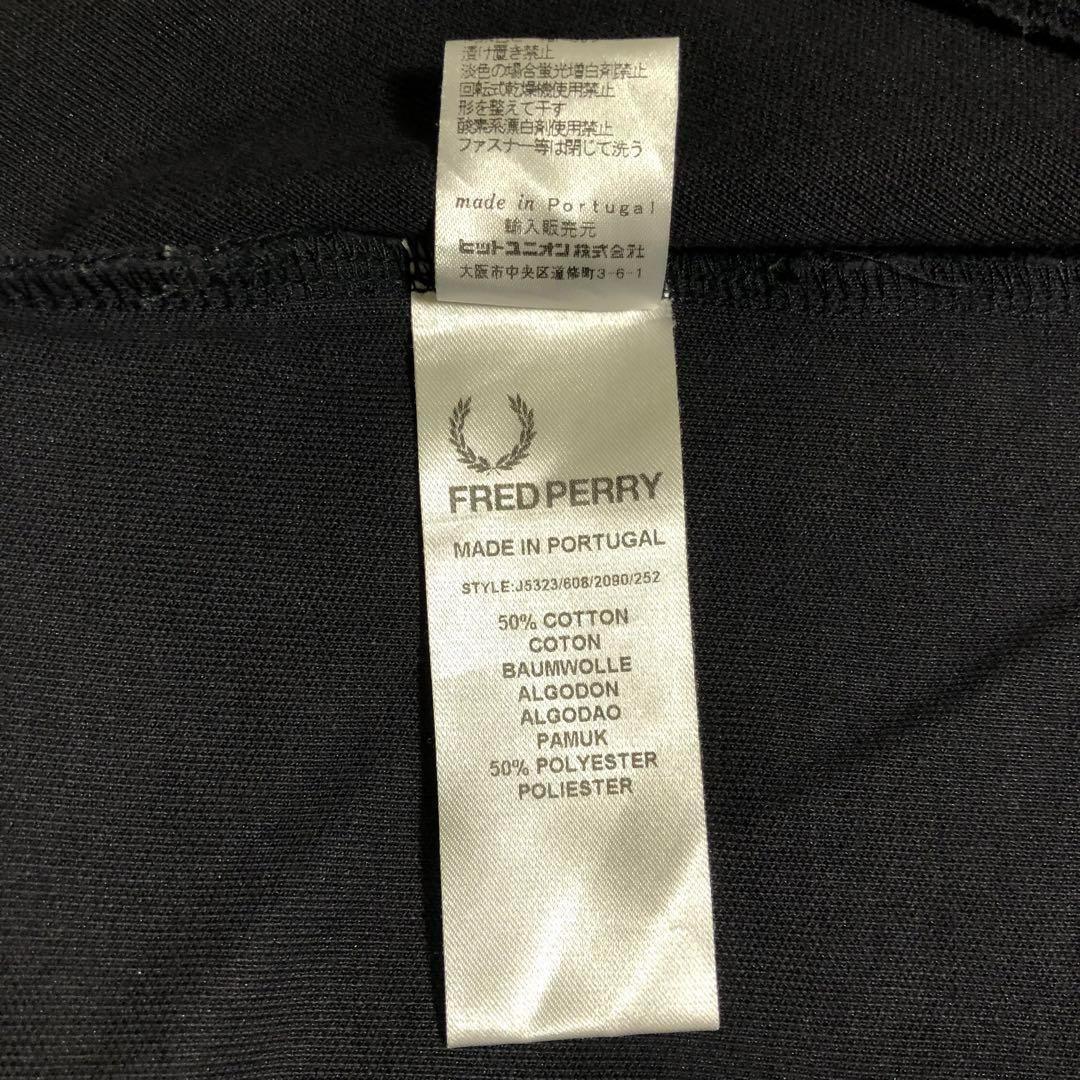 漬け置き禁止
淡色の場合蛍光増白剤禁止
回転式乾燥機使用禁止
形を整えて干す
酸素系漂白剤使用禁止
ファスナー等は閉じて洗う
made in Portugal
輸入販売元
ヒットユニオン株式会社
大阪市中央区道修町3-6-1
FRED PERRY
MADE IN PORTUGAL
STYLE:J5323/608/2090/252
50% COTTON
COTON
BAUMWOLLE
ALGODON
ALGODAO
PAMUK
50% POLYESTER
POLIESTER